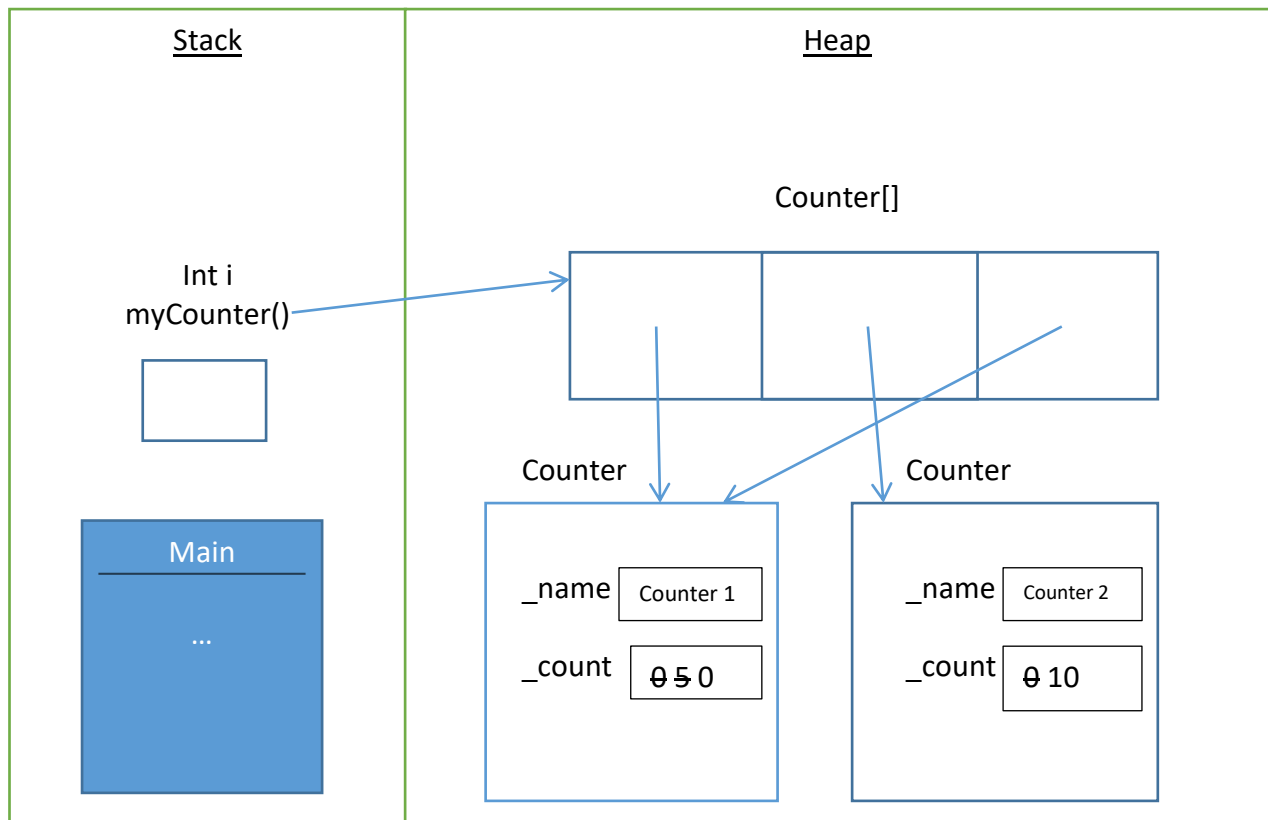 Stack
Heap
Counter[]
Int i
myCounter()
Counter
Counter
Main
...
_name Counter 1
_name Counter 2
_count 0 5 0
_count 0 10